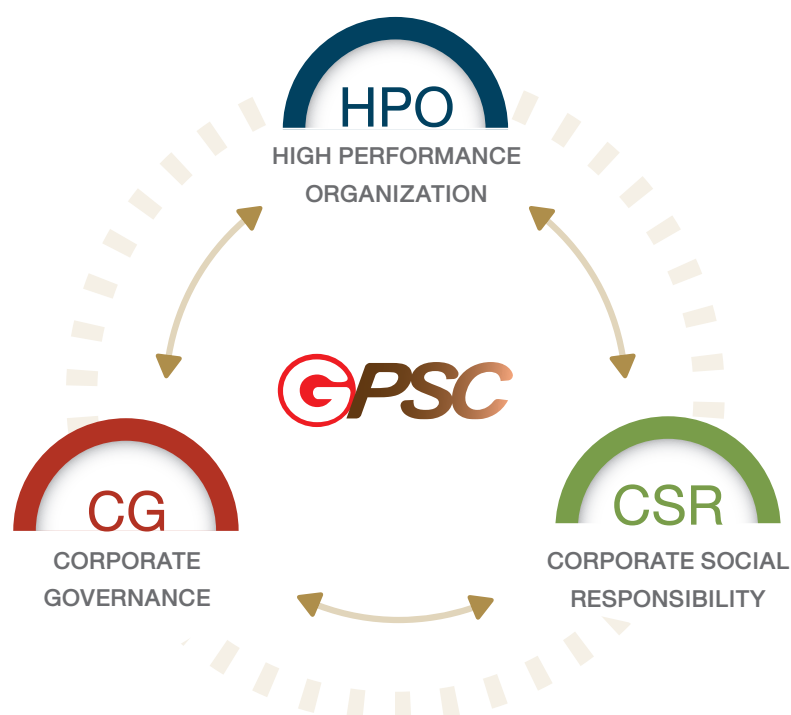 HPO
HIGH PERFORMANCE
ORGANIZATION
GPSC
CG
CORPORATE
GOVERNANCE
CSR
CORPORATE SOCIAL
RESPONSIBILITY